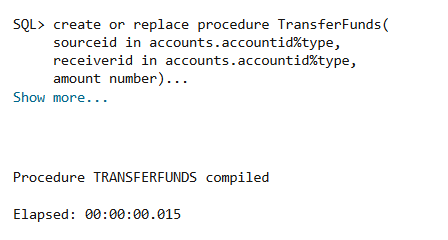 SQL> create or replace procedure TransferFunds(
     sourceid in accounts.accountid%type,
     receiverid in accounts.accountid%type,
     amount number)...
Show more...
Procedure TRANSFERFUNDS compiled
Elapsed: 00:00:00.015